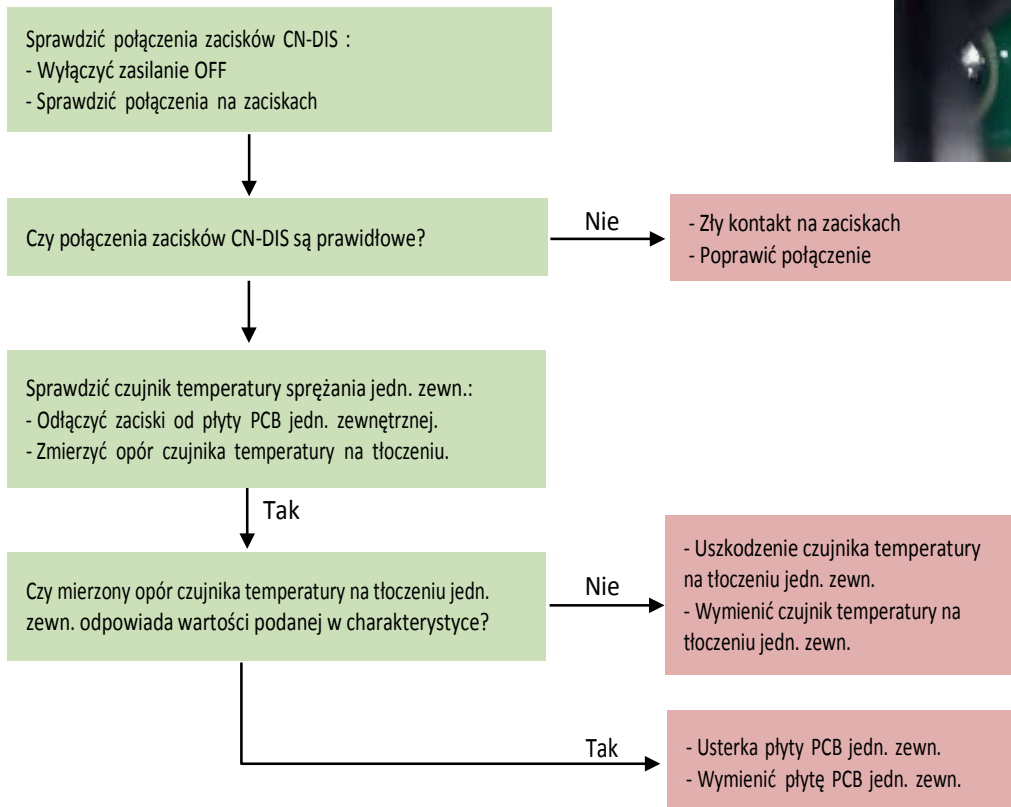 Sprawdzić połączenia zacisków CN-DIS :
- Wyłączyć zasilanie OFF
- Sprawdzić połączenia na zaciskach
Czy połączenia zacisków CN-DIS są prawidłowe?
Nie
- Zły kontakt na zaciskach
- Poprawić połączenie
Sprawdzić czujnik temperatury sprężania jedn. zewn.:
- Odłączyć zaciski od płyty PCB jedn. zewnętrznej.
- Zmierzyć opór czujnika temperatury na tłoczeniu.
Tak
Czy mierzony opór czujnika temperatury na tłoczeniu jedn.
zewn. odpowiada wartości podanej w charakterystyce?
Nie
- Uszkodzenie czujnika temperatury
na tłoczeniu jedn. zewn.
- Wymienić czujnik temperatury na
tłoczeniu jedn. zewn.
Tak
- Usterka płyty PCB jedn. zewn.
- Wymienić płytę PCB jedn. zewn.